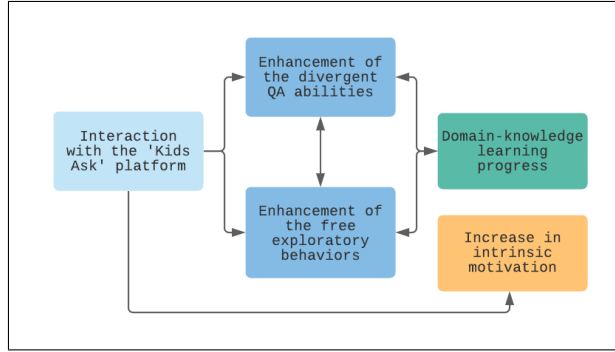 Enhancement of
the divergent
QA abilities
Interaction
with the 'Kids
Ask' platform
Domain-knowledge
learning
progress
Enhancement of
the free
exploratory
behaviors
Increase in
intrinsic
motivation